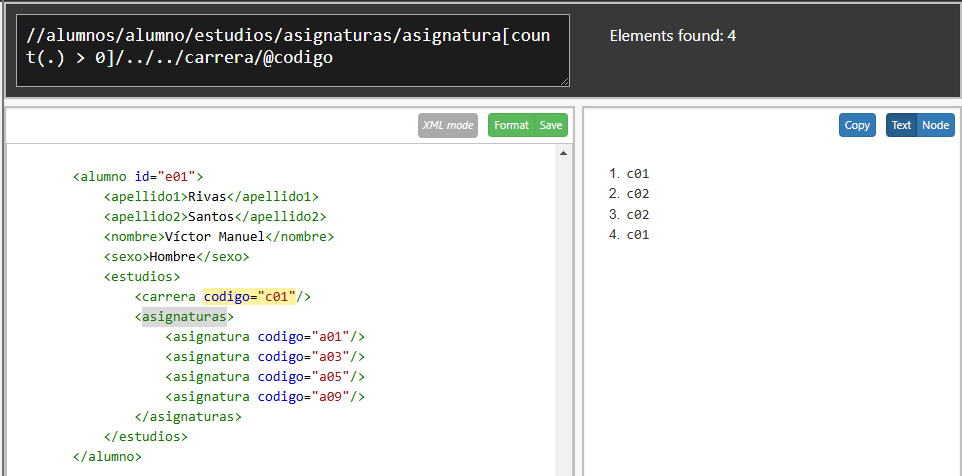 //alumnos/alumno/estudios/asignaturas/asignatura[coun
t(.) > 0]/../../carrera/@codigo
Elements found: 4
XML mode
Format
Save
Copy
Text
Node
<alumno id="e01">
<apellido1>Rivas</apellido1>
<apellido2>Santos</apellido2>
<nombre>Víctor Manuel</nombre>
<sexo>Hombre</sexo>
<estudios>
<carrera codigo="c01"/>
<asignaturas>
<asignatura codigo="a01"/>
<asignatura codigo="a03"/>
<asignatura codigo="a05"/>
<asignatura codigo="a09"/>
</asignaturas>
</estudios>
</alumno>
1. c01
2. c02
3. c02
4. c01